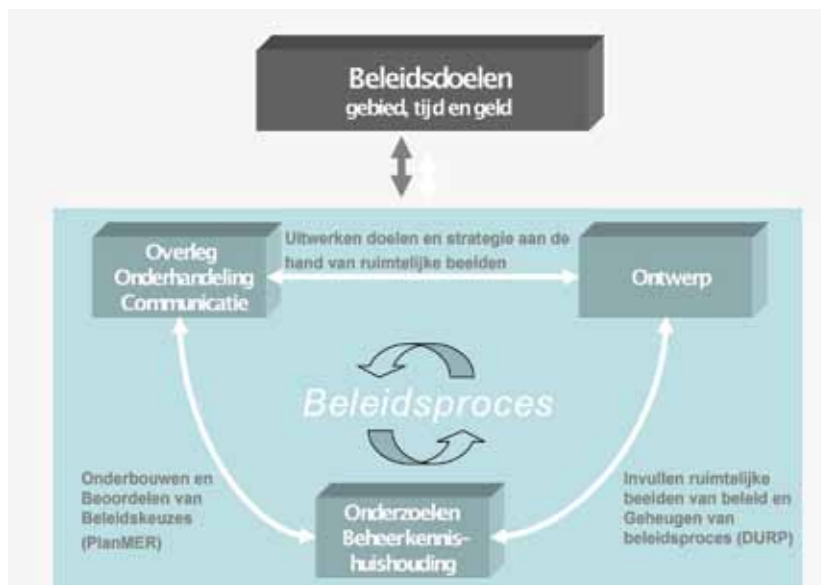 Beleidsdoelen
gebied, tijd en geld
Overleg
Onderhandeling
Communicatie
Uitwerken doelen en strategie aan de
hand van ruimtelijke beelden
Ontwerp
Beleidsproces
Onderbouwen en
Beoordelen van
Beleidskeuzes
(PlanMER)
Onderzoelen
Beheerkennis-
huishouding
Invullen ruimtelijke
beelden van beleid en
Geheugen van
beleidsproces (DURP)